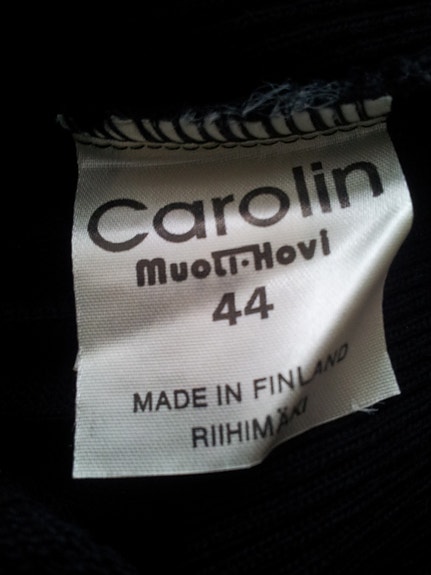 Carolin
Muoti-Hovi
44
MADE IN FINLAND
RIIHIMÄKI